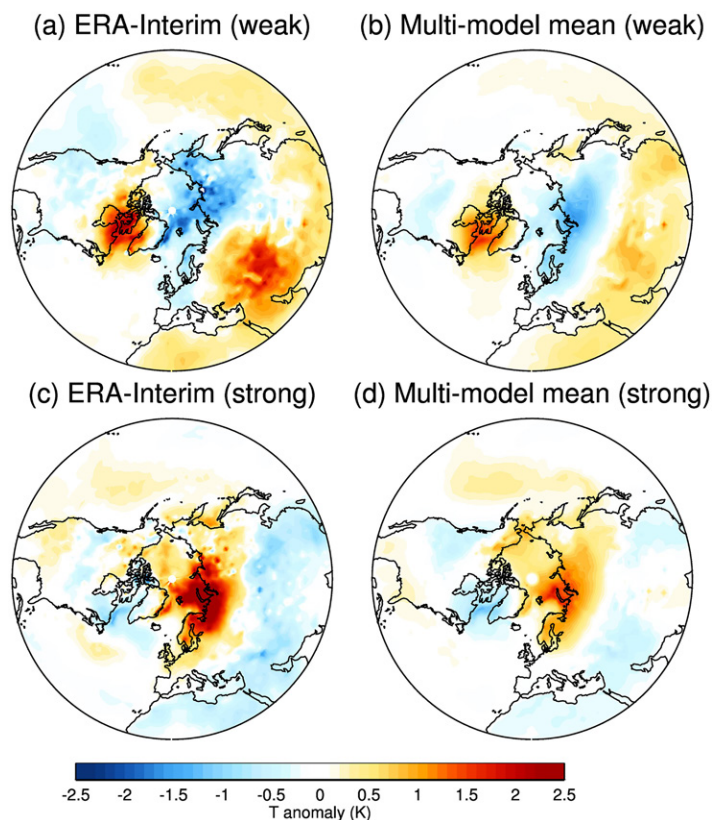 (a) ERA-Interim (weak)
(b) Multi-model mean (weak)
(c) ERA-Interim (strong)
(d) Multi-model mean (strong)
-2.5 -2 -1.5 -1 -0.5 0 0.5 1 1.5 2 2.5
T anomaly (K)